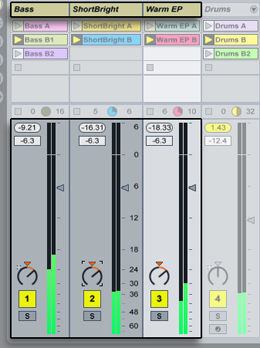 Bass ShortBright Warm EP Drums
Bass A ShortBright A Warm EP A Drums A
Bass B1 ShortBright B Warm EP B Drums B
Bass B2 Drums B2
0 16 5 6 6 10 0 32
-9.21 -16.31 -18.33 6 1.43
-6.3 -6.3 -6.3 0 -12.4
6
12
18
24
30
36
1 2 3 48 4
S S S 60 S